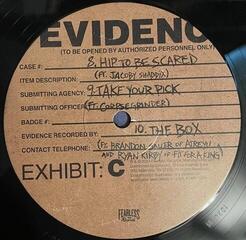 EVIDENC
(TO BE OPENED BY AUTHORIZED PERSONNEL ONLY)
CASE #: 8. HIP TO BE SCARED
ITEM DESCRIPTION: (FT. JACOBY SHADDIX)
SUBMITTING AGENCY: 9. TAKE YOUR PICK
SUBMITTING OFFICER: (FT. CORPSEGRINDER)
BADGE #:
EVIDENCE RECORDED BY: 10. THE BOX
CONTACT TELEPHONE: (FT. BRANDON SALLER OF ATREYU
AND RYAN KIRBY OF FIT FOR A KING)
EXHIBIT: C
FEARLESS
RECORDS